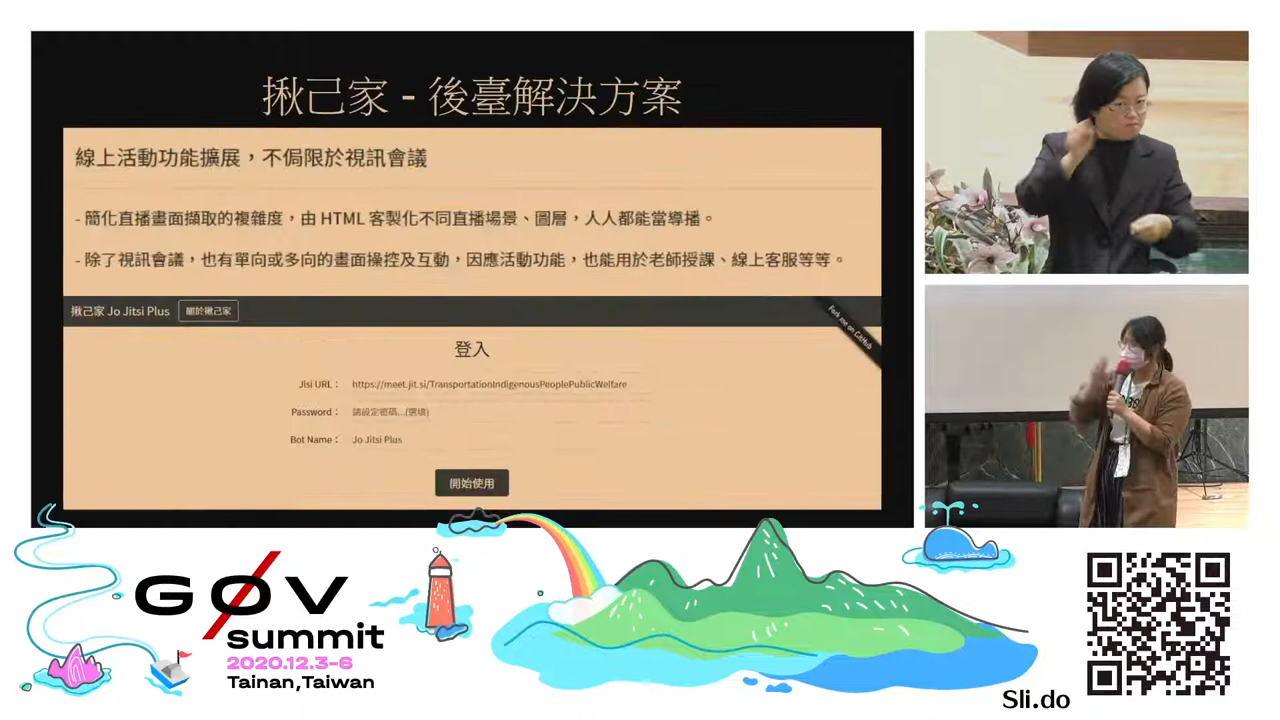 揪己家 - 後臺解決方案
線上活動功能擴展，不侷限於視訊會議
- 簡化直播畫面擷取的複雜度，由 HTML 客製化不同直播場景、圖層，人人都能當導播。
- 除了視訊會議，也有單向或多向的畫面操控及互動，因應活動功能，也能用於老師授課、線上客服等等。
揪己家 Jo Jitsi Plus 關於揪己家
Fork me on GitHub
登入
Jisi URL： https://meet.jit.si/TransportationIndigenousPeoplePublicWelfare
Password： 請設定密碼...(選填)
Bot Name： Jo Jitsi Plus
開始使用
GØV
summit
2020.12.3-6
Tainan,Taiwan
Sli.do